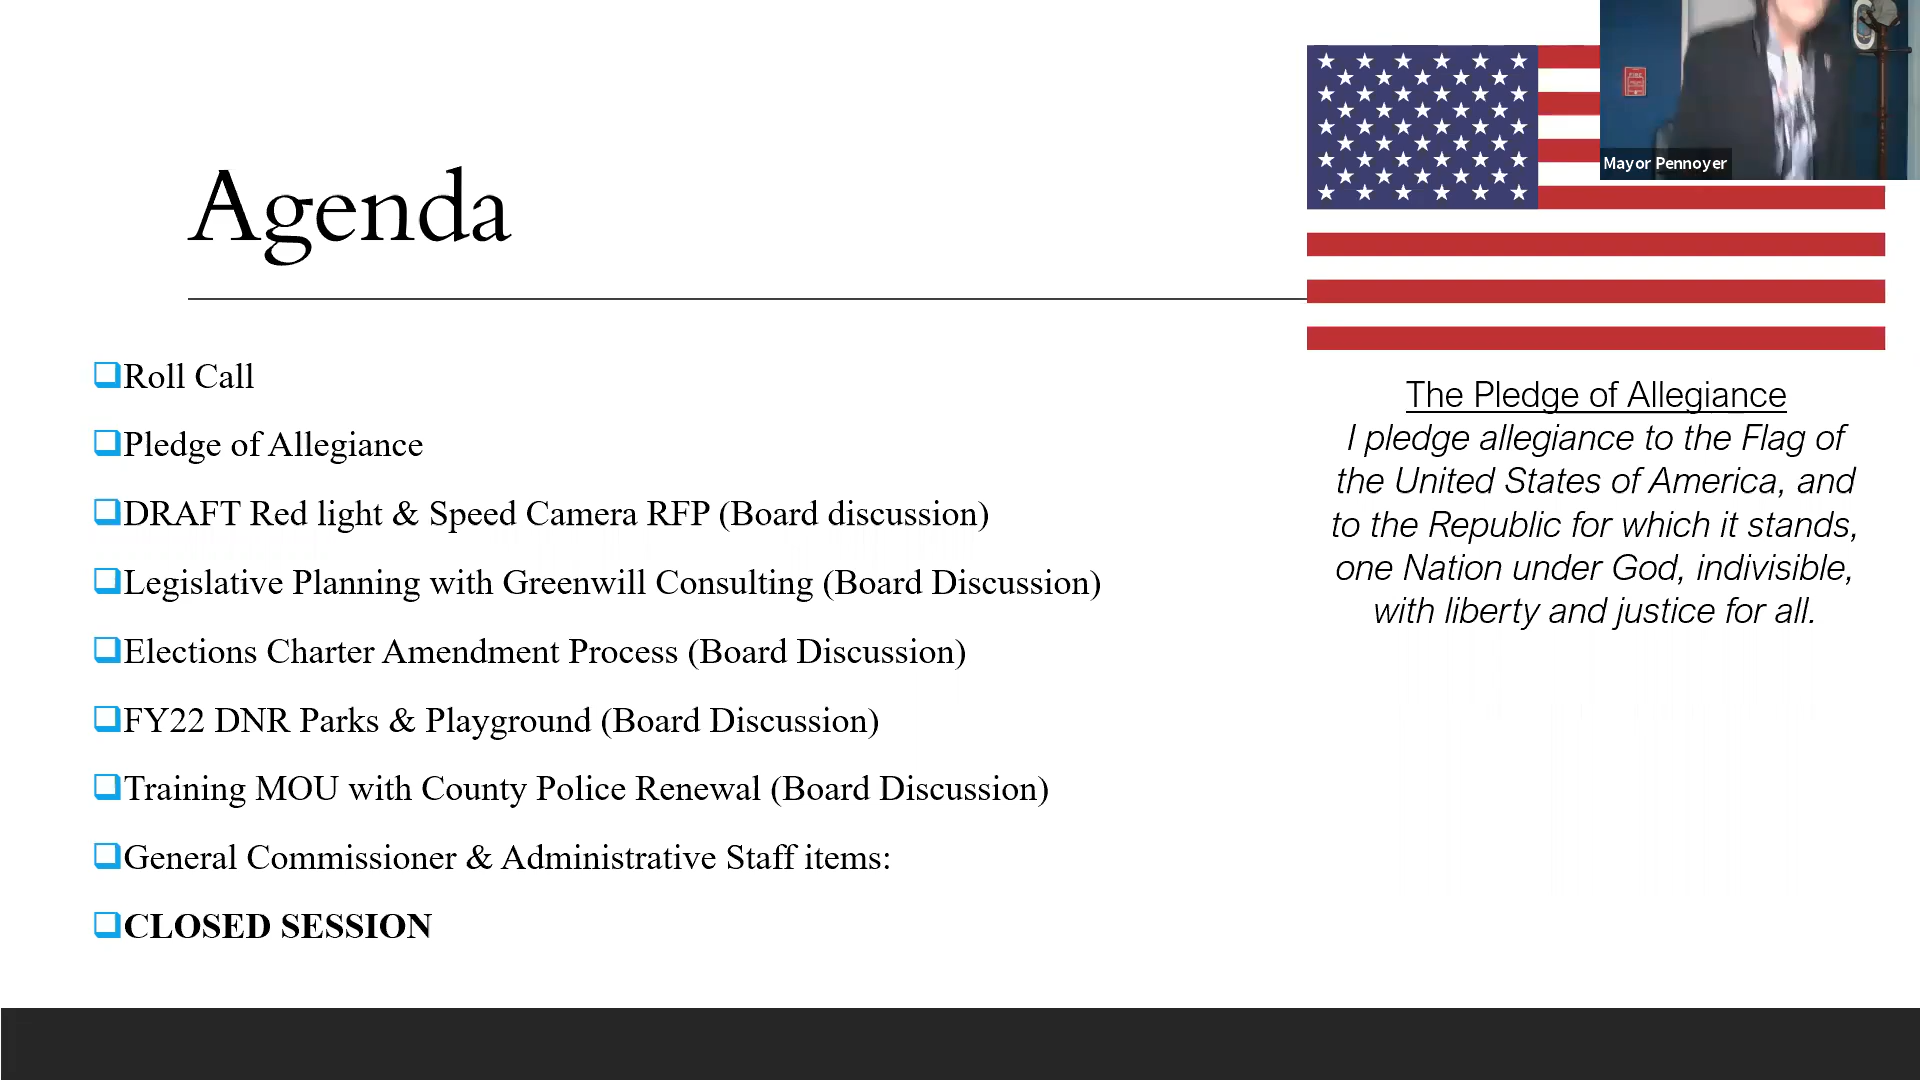 Agenda
Roll Call
Pledge of Allegiance
DRAFT Red light & Speed Camera RFP (Board discussion)
Legislative Planning with Greenwill Consulting (Board Discussion)
Elections Charter Amendment Process (Board Discussion)
FY22 DNR Parks & Playground (Board Discussion)
Training MOU with County Police Renewal (Board Discussion)
General Commissioner & Administrative Staff items:
CLOSED SESSION
Mayor Pennoyer
The Pledge of Allegiance
I pledge allegiance to the Flag of
the United States of America, and
to the Republic for which it stands,
one Nation under God, indivisible,
with liberty and justice for all.